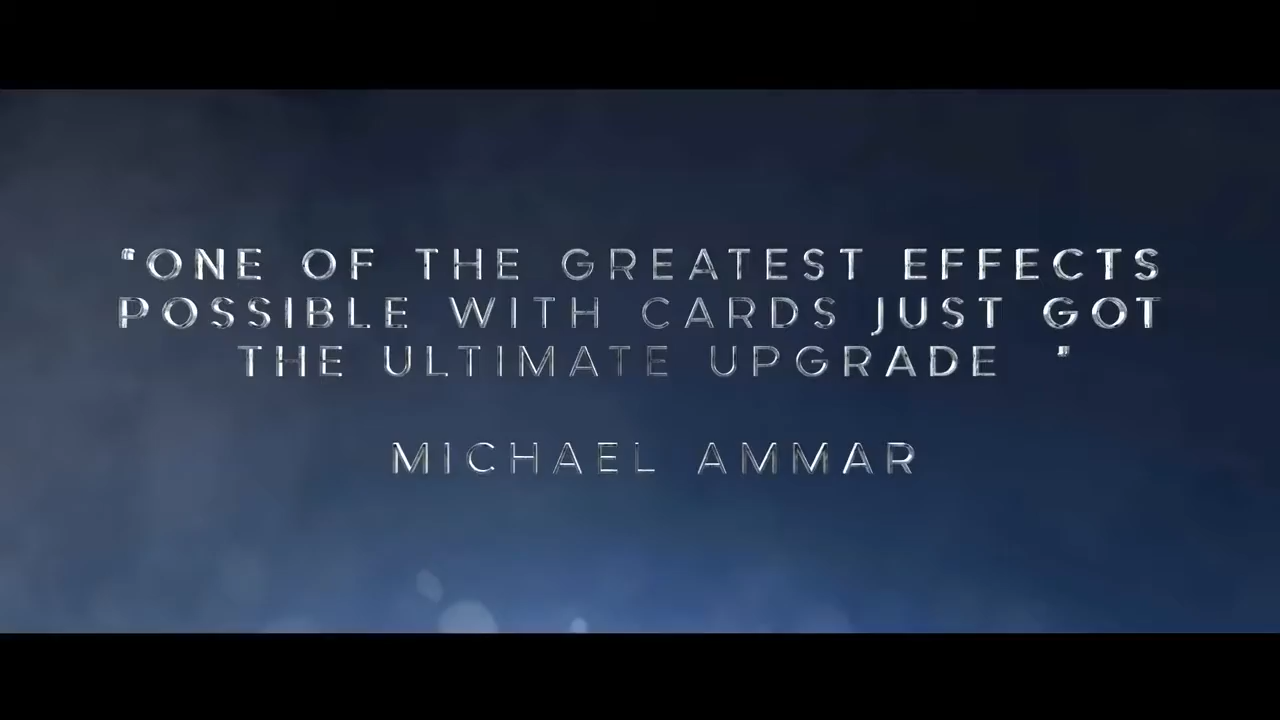 "ONE OF THE GREATEST EFFECTS
POSSIBLE WITH CARDS JUST GOT
THE ULTIMATE UPGRADE "
MICHAEL AMMAR